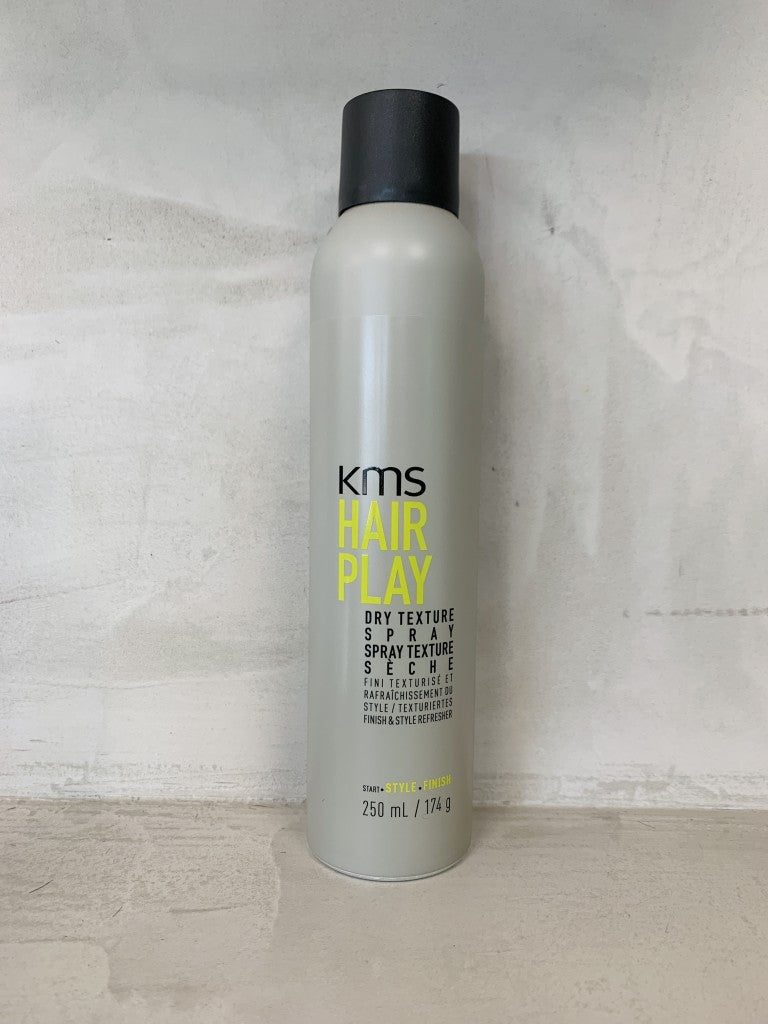 KMS
HAIR
PLAY
DRY TEXTURE
SPRAY
SPRAY TEXTURE
SÈCHE
FINI TEXTURISÉ ET
RAFRAÎCHISSEMENT DU
STYLE / TEXTURIERTES
FINISH & STYLE REFRESHER
START • STYLE • FINISH
250 mL / 174 g